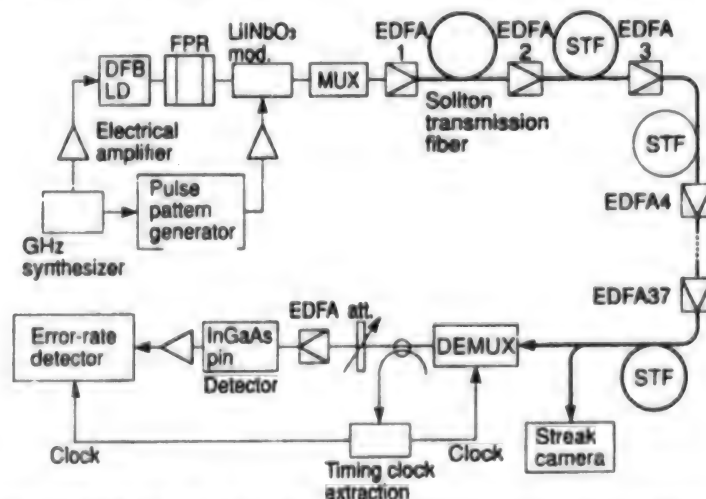 EDFA
1
EDFA
2
EDFA
3
STF
FPR
LiINbO3
mod.
DFB
LD
MUX
Soliton
transmission
fiber
Electrical
amplifier
STF
Pulse
pattern
generator
EDFA4
GHz
synthesizer
EDFA37
EDFA att.
Error-rate
detector
InGaAs
pin
Detector
DEMUX
STF
Streak
camera
Clock
Clock
Timing clock
extraction